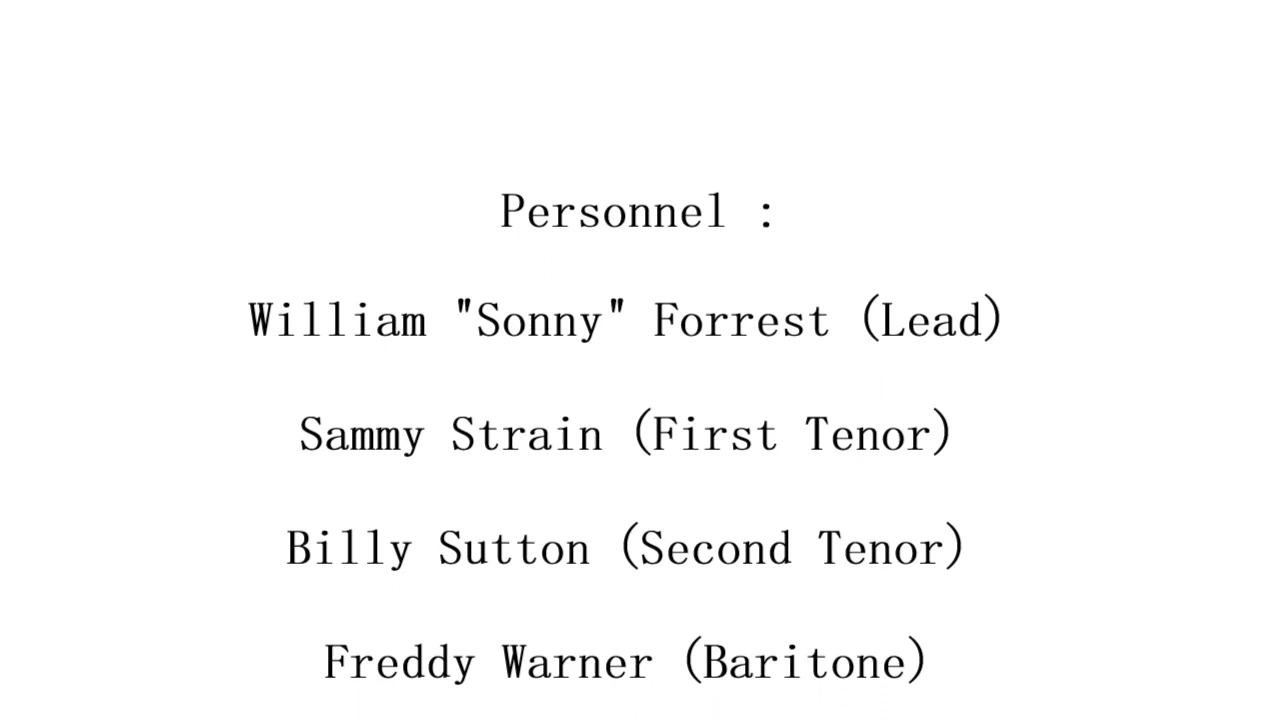 Personnel :
William "Sonny" Forrest (Lead)
Sammy Strain (First Tenor)
Billy Sutton (Second Tenor)
Freddy Warner (Baritone)